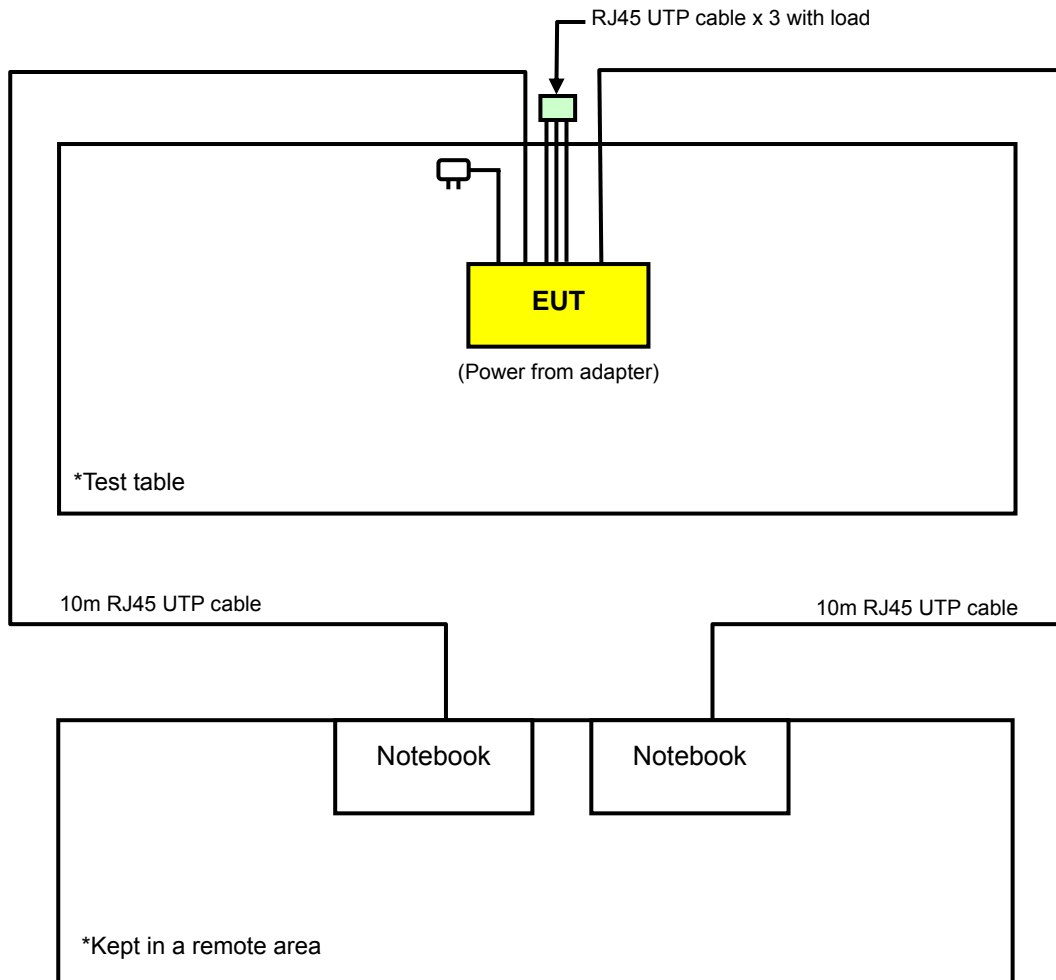 RJ45 UTP cable x 3 with load
EUT
(Power from adapter)
*Test table
10m RJ45 UTP cable
10m RJ45 UTP cable
Notebook
Notebook
*Kept in a remote area